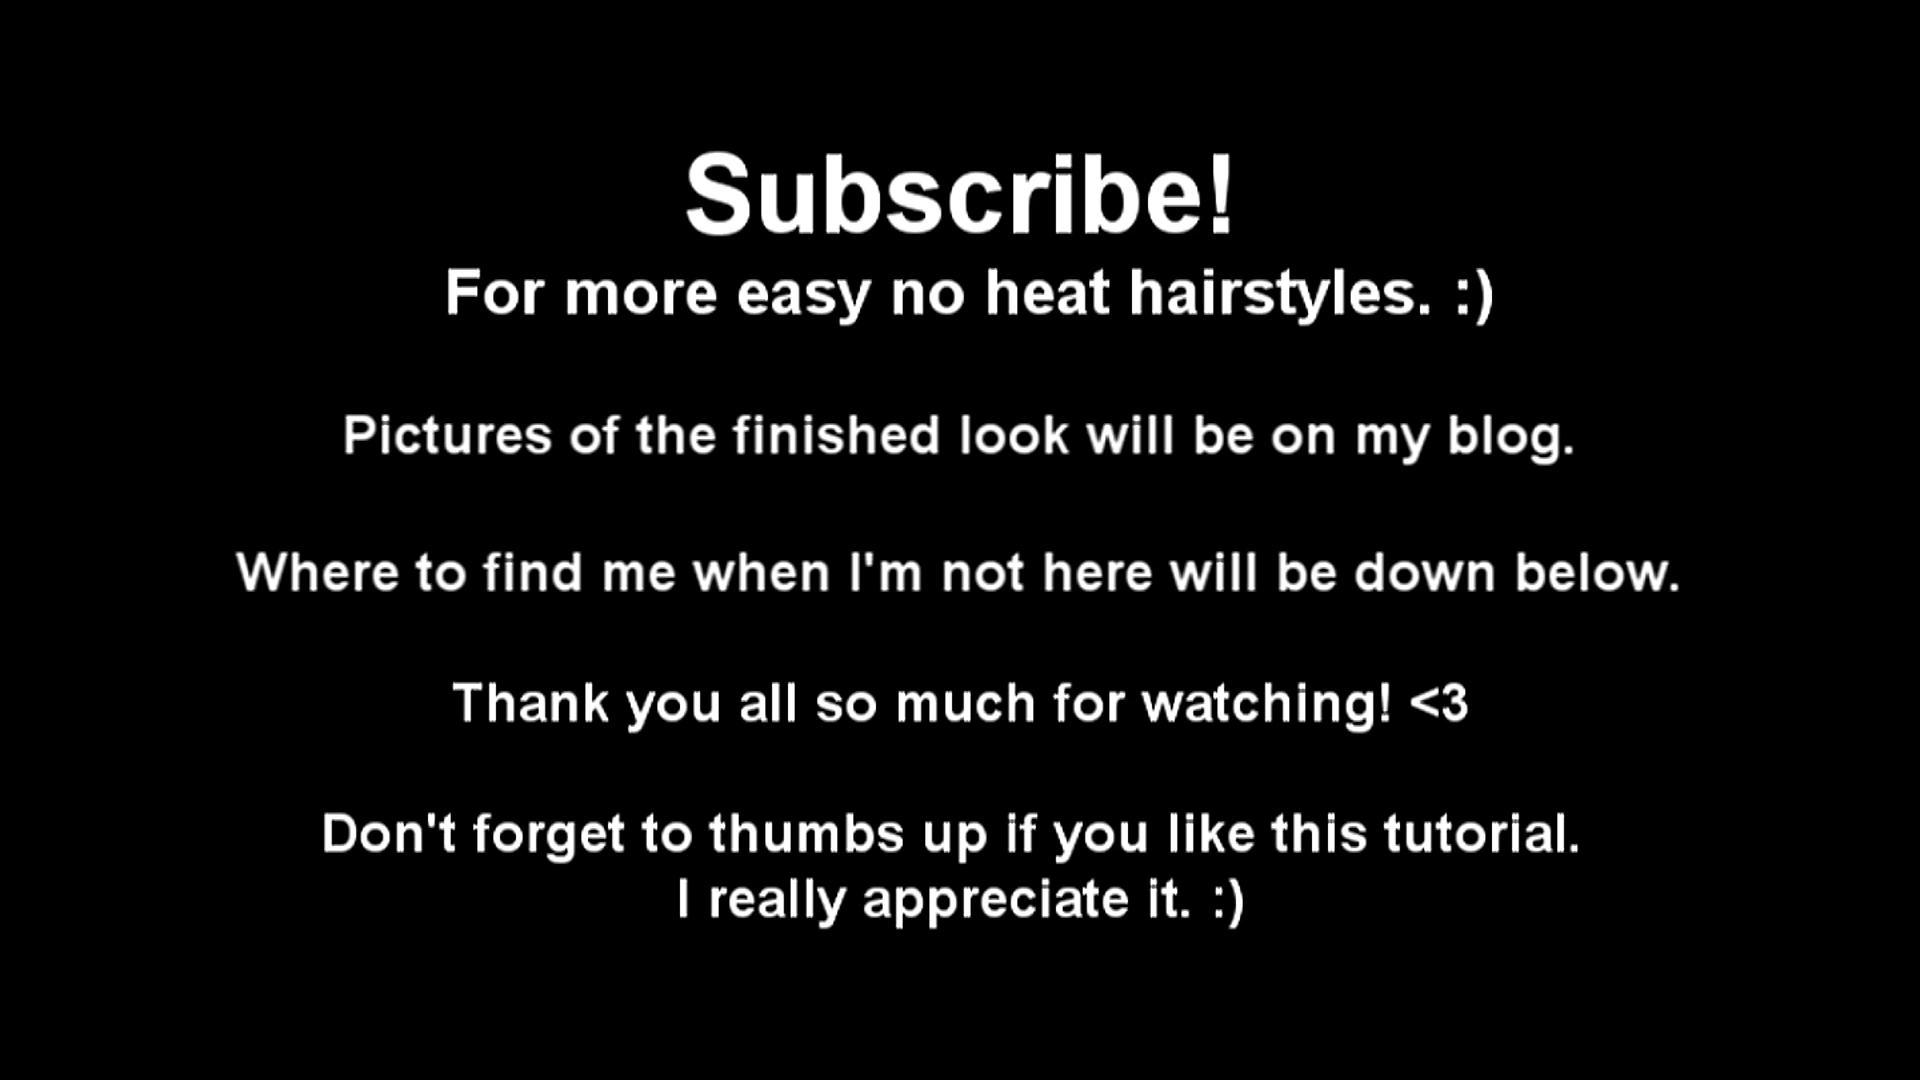 Subscribe!
For more easy no heat hairstyles. :)
Pictures of the finished look will be on my blog.
Where to find me when I'm not here will be down below.
Thank you all so much for watching! <3
Don't forget to thumbs up if you like this tutorial.
I really appreciate it. :)